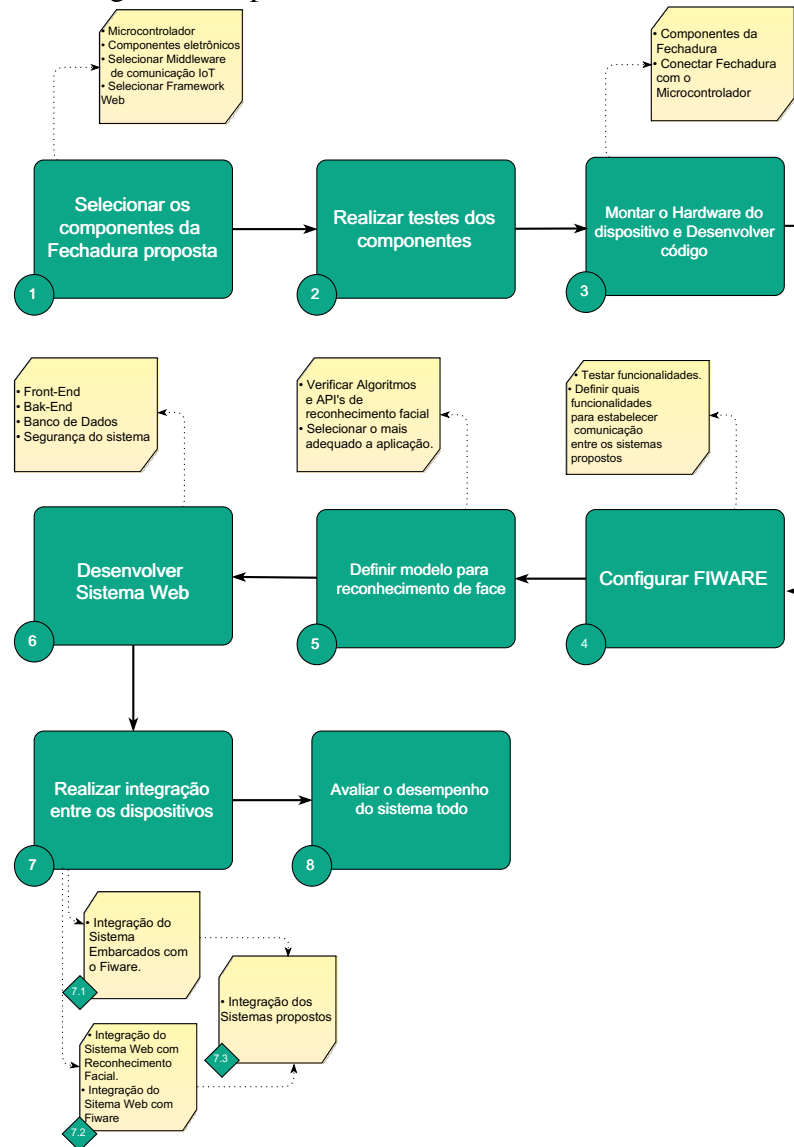 • Microcontrolador
• Componentes eletrônicos
• Selecionar Middleware
de comunicação IoT
• Selecionar Framework
Web
• Componentes da
Fechadura
• Conectar Fechadura
com o
Microcontrolador
Selecionar os
componentes da
Fechadura proposta
1
Realizar testes dos
componentes
2
Montar o Hardware do
dispositivo e Desenvolver
código
3
• Front-End
• Bak-End
• Banco de Dados
• Segurança do sistema
• Verificar Algoritmos
e API's de
reconhecimento facial
• Selecionar o mais
adequado a aplicação.
• Testar funcionalidades.
• Definir quais
funcionalidades
para estabelecer
comunicação
entre os sistemas
propostos
Desenvolver
Sistema Web
6
Definir modelo para
reconhecimento de face
5
Configurar FIWARE
4
Realizar integração
entre os dispositivos
7
Avaliar o desempenho
do sistema todo
8
• Integração do
Sistema
Embarcados com
o Fiware.
7.1
• Integração dos
Sistemas propostos
7.3
• Integração do
Sistema Web com
Reconhecimento
Facial.
• Integração do
Sitema Web com
Fiware
7.2